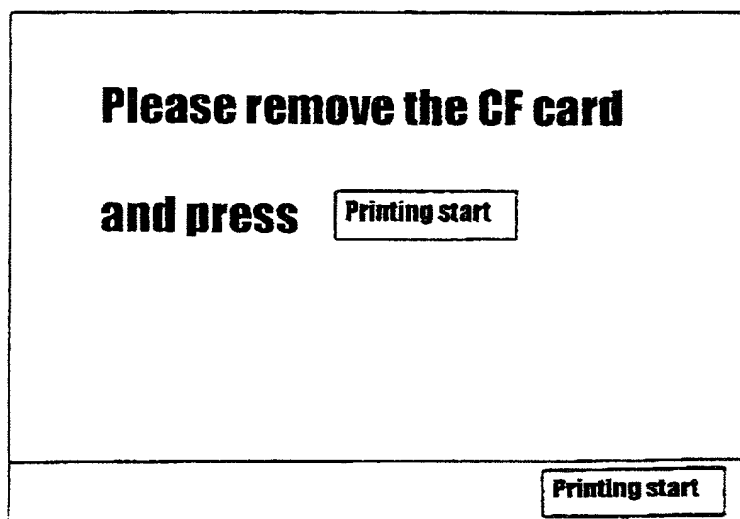 Please remove the CF card
and press Printing start
Printing start